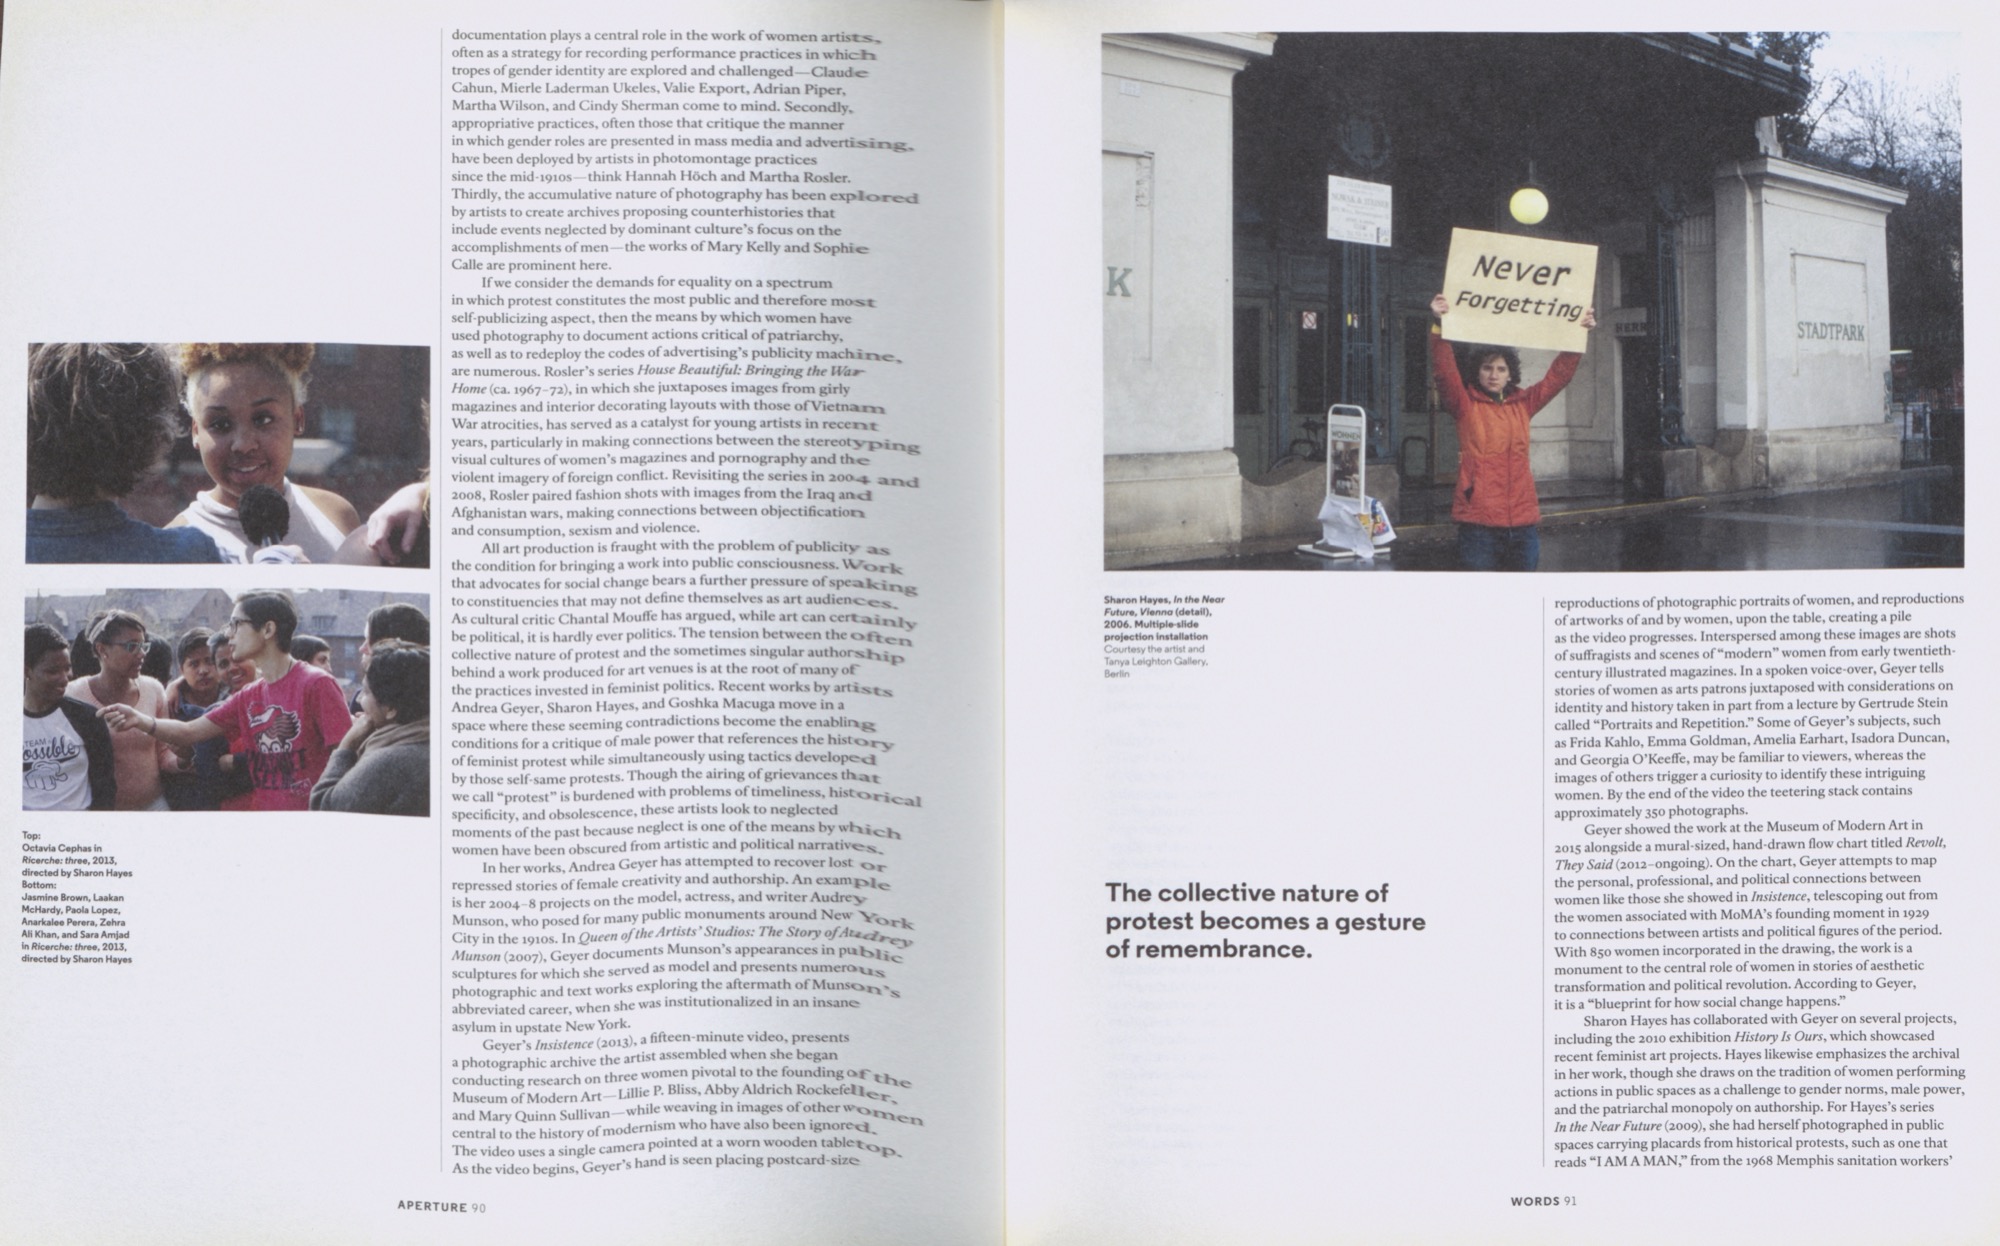 documentation plays a central role in the work of women artists,
often as a strategy for recording performance practices in which
tropes of gender identity are explored and challenged—Claude
Cahun, Mierle Laderman Ukeles, Valie Export, Adrian Piper,
Martha Wilson, and Cindy Sherman come to mind. Secondly,
appropriative practices, often those that critique the manner
in which gender roles are presented in mass media and advertising,
have been deployed by artists in photomontage practices
since the mid-1910s—think Hannah Höch and Martha Rosler.
Thirdly, the accumulative nature of photography has been explored
by artists to create archives proposing counterhistories that
include events neglected by dominant culture's focus on the
accomplishments of men—the works of Mary Kelly and Sophie
Calle are prominent here.
If we consider the demands for equality on a spectrum
in which protest constitutes the most public and therefore most
self-publicizing aspect, then the means by which women have
used photography to document actions critical of patriarchy,
as well as to redeploy the codes of advertising's publicity machine,
are numerous. Rosler's series House Beautiful: Bringing the War
Home (ca. 1967–72), in which she juxtaposes images from girly
magazines and interior decorating layouts with those of Vietnam
War atrocities, has served as a catalyst for young artists in recent
years, particularly in making connections between the stereotyping
visual cultures of women's magazines and pornography and the
violent imagery of foreign conflict. Revisiting the series in 2004 and
2008, Rosler paired fashion shots with images from the Iraq and
Afghanistan wars, making connections between objectification
and consumption, sexism and violence.
All art production is fraught with the problem of publicity as
the condition for bringing a work into public consciousness. Work
that advocates for social change bears a further pressure of speaking
to constituencies that may not define themselves as art audiences.
As cultural critic Chantal Mouffe has argued, while art can certainly
be political, it is hardly ever politics. The tension between the often
collective nature of protest and the sometimes singular authorship
behind a work produced for art venues is at the root of many of
the practices invested in feminist politics. Recent works by artists
Andrea Geyer, Sharon Hayes, and Goshka Macuga move in a
space where these seeming contradictions become the enabling
conditions for a critique of male power that references the history
of feminist protest while simultaneously using tactics developed
by those self-same protests. Though the airing of grievances that
we call "protest" is burdened with problems of timeliness, historical
specificity, and obsolescence, these artists look to neglected
moments of the past because neglect is one of the means by which
women have been obscured from artistic and political narratives.
In her works, Andrea Geyer has attempted to recover lost or
repressed stories of female creativity and authorship. An example
is her 2004–8 projects on the model, actress, and writer Audrey
Munson, who posed for many public monuments around New York
City in the 1910s. In Queen of the Artists' Studios: The Story of Audrey
Munson (2007), Geyer documents Munson's appearances in public
sculptures for which she served as model and presents numerous
photographic and text works exploring the aftermath of Munson's
abbreviated career, when she was institutionalized in an insane
asylum in upstate New York.
Geyer's Insistence (2013), a fifteen-minute video, presents
a photographic archive the artist assembled when she began
conducting research on three women pivotal to the founding of the
Museum of Modern Art—Lillie P. Bliss, Abby Aldrich Rockefeller,
and Mary Quinn Sullivan—while weaving in images of other women
central to the history of modernism who have also been ignored.
The video uses a single camera pointed at a worn wooden tabletop.
As the video begins, Geyer's hand is seen placing postcard-size
TEAM
ossible
Top:
Octavia Cephas in
Ricerche: three, 2013,
directed by Sharon Hayes
Bottom:
Jasmine Brown, Laakan
McHardy, Paola Lopez,
Anarkalee Perera, Zehra
Ali Khan, and Sara Amjad
in Ricerche: three, 2013,
directed by Sharon Hayes
APERTURE 90
K
Never
Forgetting
HERR
STADTPARK
WOHNEN
Sharon Hayes, In the Near
Future, Vienna (detail),
2006. Multiple-slide
projection installation
Courtesy the artist and
Tanya Leighton Gallery,
Berlin
The collective nature of
protest becomes a gesture
of remembrance.
reproductions of photographic portraits of women, and reproductions
of artworks of and by women, upon the table, creating a pile
as the video progresses. Interspersed among these images are shots
of suffragists and scenes of "modern" women from early twentieth-
century illustrated magazines. In a spoken voice-over, Geyer tells
stories of women as arts patrons juxtaposed with considerations on
identity and history taken in part from a lecture by Gertrude Stein
called "Portraits and Repetition." Some of Geyer's subjects, such
as Frida Kahlo, Emma Goldman, Amelia Earhart, Isadora Duncan,
and Georgia O'Keeffe, may be familiar to viewers, whereas the
images of others trigger a curiosity to identify these intriguing
women. By the end of the video the teetering stack contains
approximately 350 photographs.
Geyer showed the work at the Museum of Modern Art in
2015 alongside a mural-sized, hand-drawn flow chart titled Revolt,
They Said (2012–ongoing). On the chart, Geyer attempts to map
the personal, professional, and political connections between
women like those she showed in Insistence, telescoping out from
the women associated with MoMA's founding moment in 1929
to connections between artists and political figures of the period.
With 850 women incorporated in the drawing, the work is a
monument to the central role of women in stories of aesthetic
transformation and political revolution. According to Geyer,
it is a "blueprint for how social change happens."
Sharon Hayes has collaborated with Geyer on several projects,
including the 2010 exhibition History Is Ours, which showcased
recent feminist art projects. Hayes likewise emphasizes the archival
in her work, though she draws on the tradition of women performing
actions in public spaces as a challenge to gender norms, male power,
and the patriarchal monopoly on authorship. For Hayes's series
In the Near Future (2009), she had herself photographed in public
spaces carrying placards from historical protests, such as one that
reads "I AM A MAN," from the 1968 Memphis sanitation workers'
WORDS 91